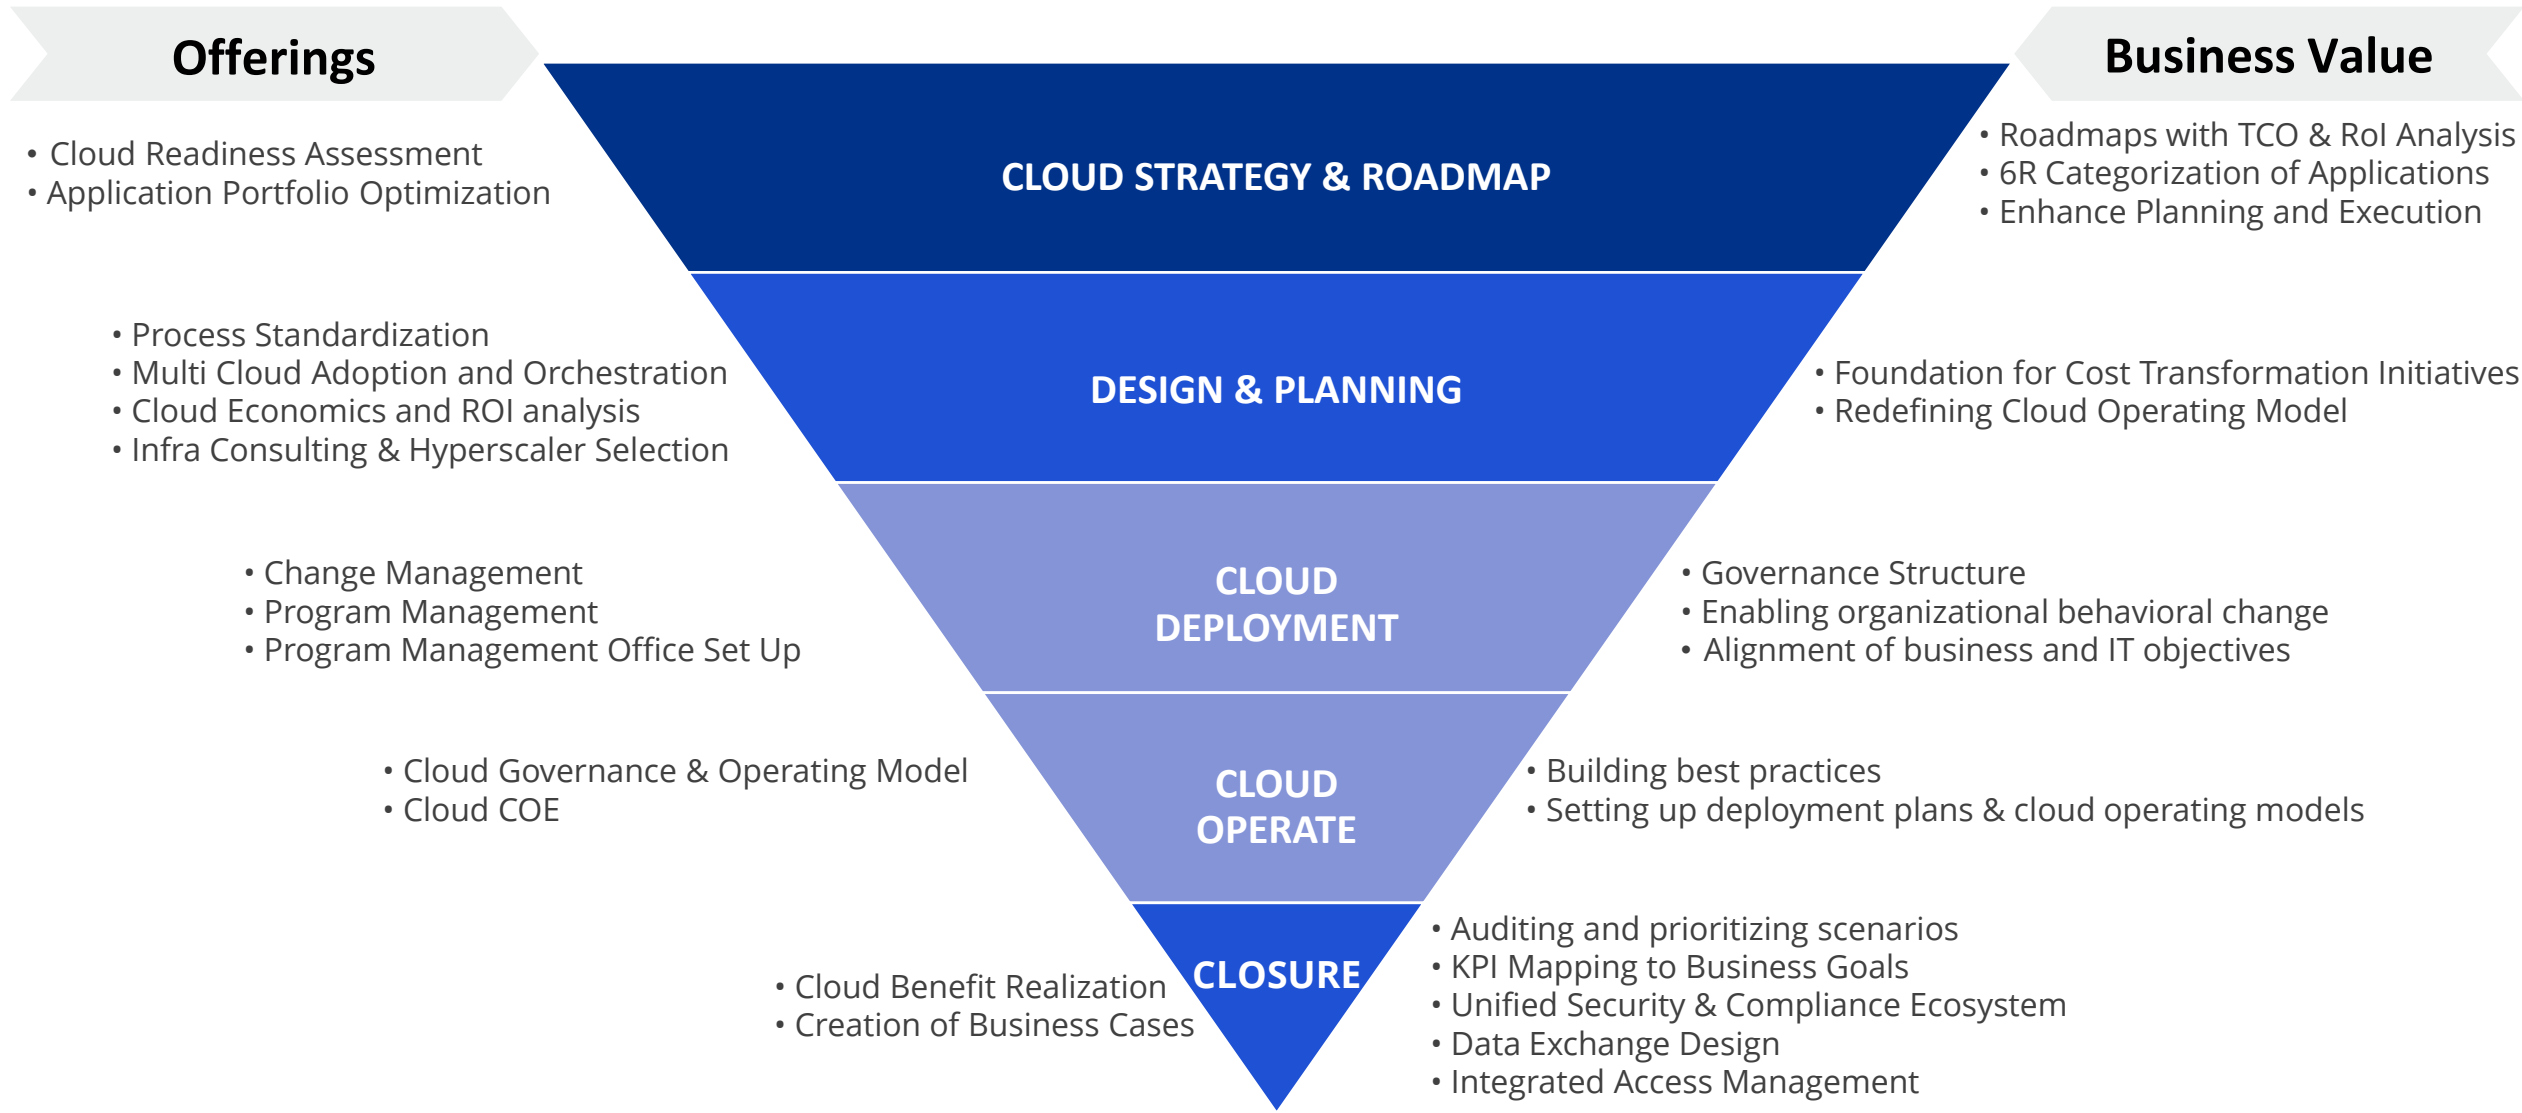 Offerings
Business Value
• Cloud Readiness Assessment
• Application Portfolio Optimization
CLOUD STRATEGY & ROADMAP
• Roadmaps with TCO & RoI Analysis
• 6R Categorization of Applications
• Enhance Planning and Execution
• Process Standardization
• Multi Cloud Adoption and Orchestration
• Cloud Economics and ROI analysis
• Infra Consulting & Hyperscaler Selection
DESIGN & PLANNING
• Foundation for Cost Transformation Initiatives
• Redefining Cloud Operating Model
• Change Management
• Program Management
• Program Management Office Set Up
CLOUD
DEPLOYMENT
• Governance Structure
• Enabling organizational behavioral change
• Alignment of business and IT objectives
• Cloud Governance & Operating Model
• Cloud COE
CLOUD
OPERATE
• Building best practices
• Setting up deployment plans & cloud operating models
• Cloud Benefit Realization
• Creation of Business Cases
CLOSURE
• Auditing and prioritizing scenarios
• KPI Mapping to Business Goals
• Unified Security & Compliance Ecosystem
• Data Exchange Design
• Integrated Access Management